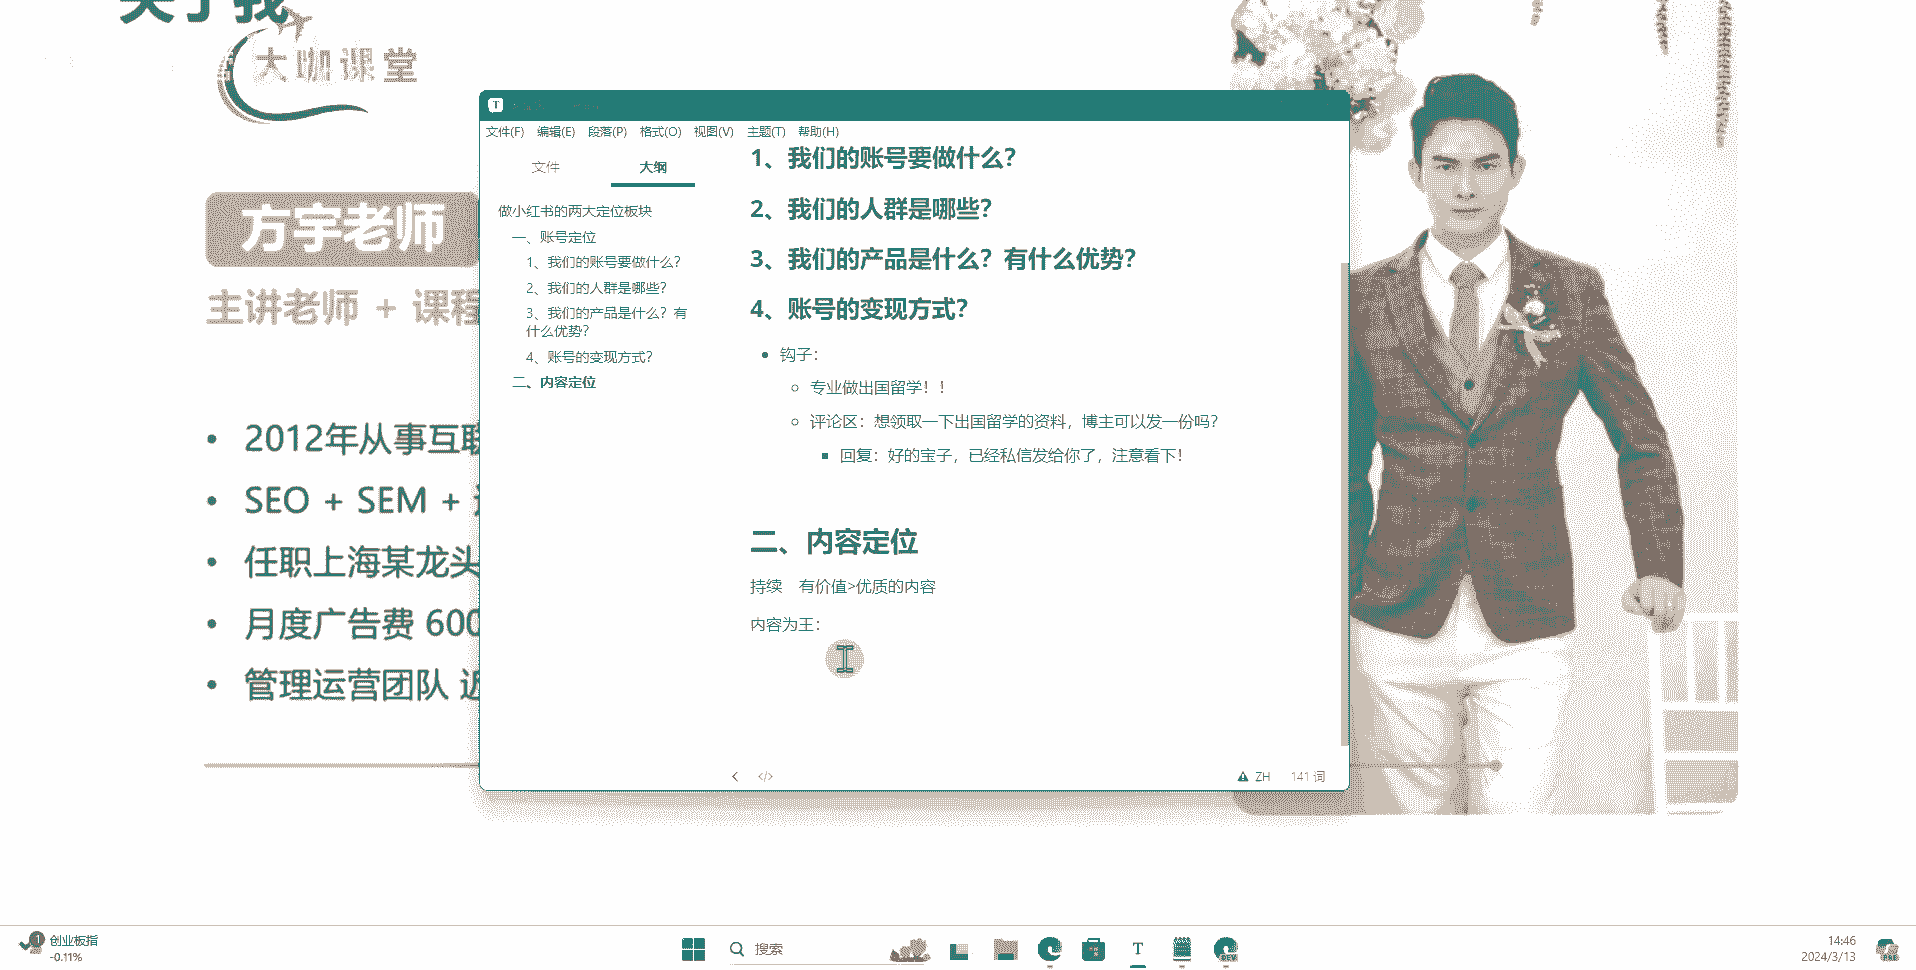 关于我
大咖课堂
方宇老师
主讲老师 + 课程
2012年从事互联
SEO + SEM +
任职上海某龙头
月度广告费 600
管理运营团队 近
文件(F) 编辑(E) 段落(P) 格式(O) 视图(V) 主题(T) 帮助(H)
文件 大纲
做小红书的两大定位板块
一、账号定位
1、我们的账号要做什么？
2、我们的人群是哪些？
3、我们的产品是什么？有
什么优势？
4、账号的变现方式？
二、内容定位
1、我们的账号要做什么？
2、我们的人群是哪些？
3、我们的产品是什么？有什么优势？
4、账号的变现方式？
钩子：
专业做出国留学！！
评论区：想领取一下出国留学的资料，博主可以发一份吗？
回复：好的宝子，已经私信发给你了，注意看下！
二、内容定位
持续 有价值>优质的内容
内容为王：
ZH 141 词
1 创业板指
-0.11%
搜索
T
DEV
14:46
2024/3/13
PRE